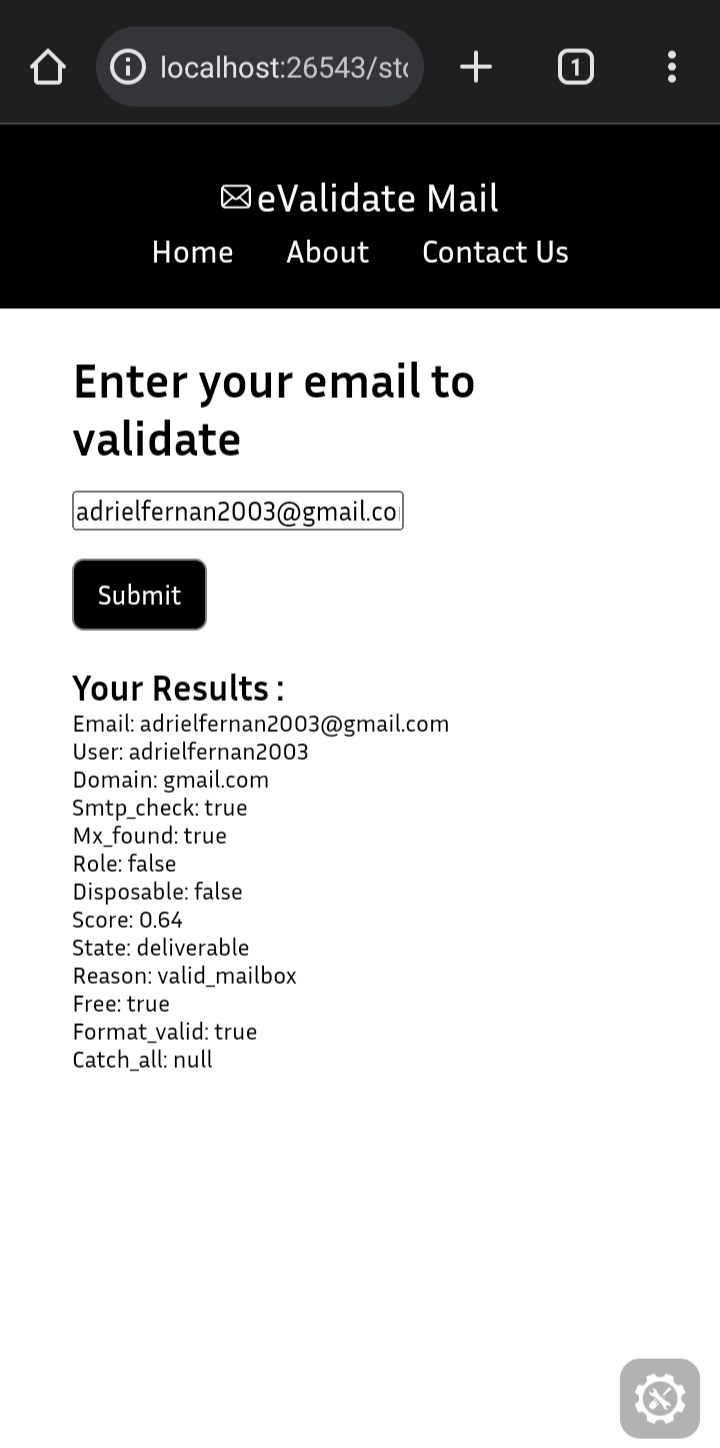 localhost:26543/sto
1
eValidate Mail
Home About Contact Us
Enter your email to
validate
adrielfernan2003@gmail.co
Submit
Your Results :
Email: adrielfernan2003@gmail.com
User: adrielfernan2003
Domain: gmail.com
Smtp_check: true
Mx_found: true
Role: false
Disposable: false
Score: 0.64
State: deliverable
Reason: valid_mailbox
Free: true
Format_valid: true
Catch_all: null